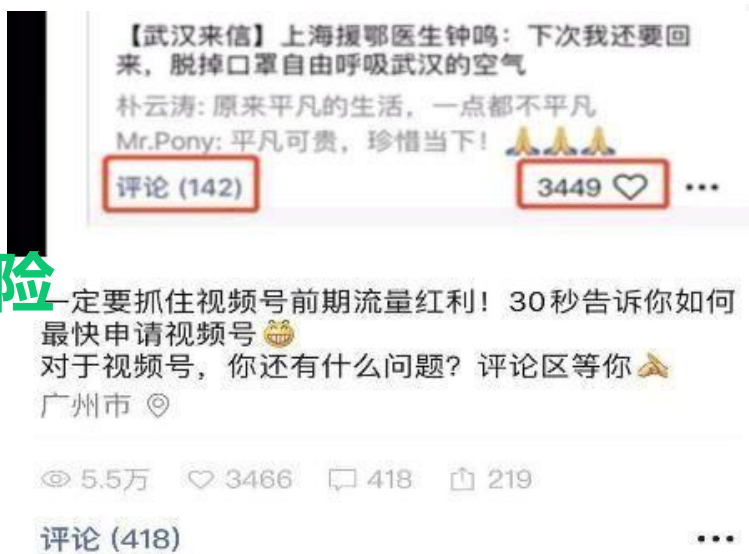 【武汉来信】上海援鄂医生钟鸣：下次我还要回
来，脱掉口罩自由呼吸武汉的空气
朴云涛: 原来平凡的生活，一点都不平凡
Mr.Pony: 平凡可贵，珍惜当下！🙏🙏🙏
评论 (142)
3449
险
一定要抓住视频号前期流量红利！30秒告诉你如何
最快申请视频号😁
对于视频号，你还有什么问题？评论区等你🙏
广州市
5.5万 3466 418 219
评论 (418)